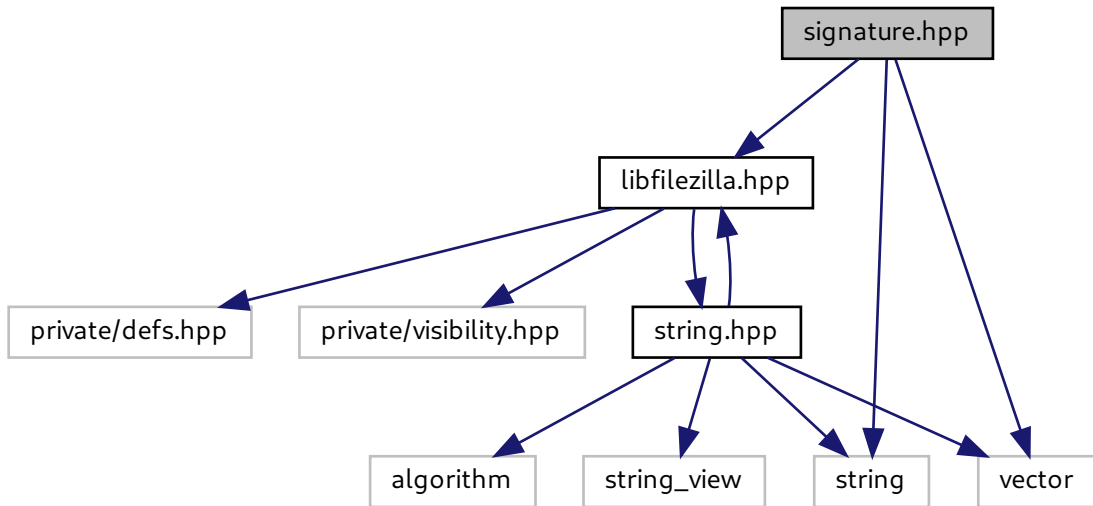 signature.hpp
libfilezilla.hpp
private/defs.hpp
private/visibility.hpp
string.hpp
algorithm
string_view
string
vector